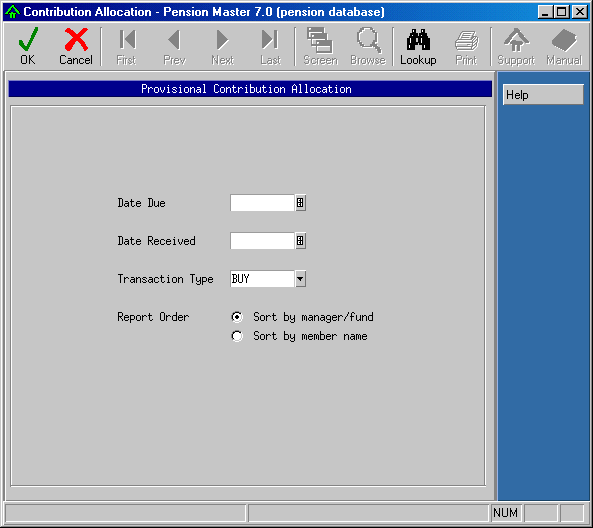 Contribution Allocation - Pension Master 7.0 (pension database)
OK Cancel First Prev Next Last Screen Browse Lookup Print Support Manual
Provisional Contribution Allocation
Help
Date Due
Date Received
Transaction Type BUY
Report Order Sort by manager/fund
Sort by member name
NUM